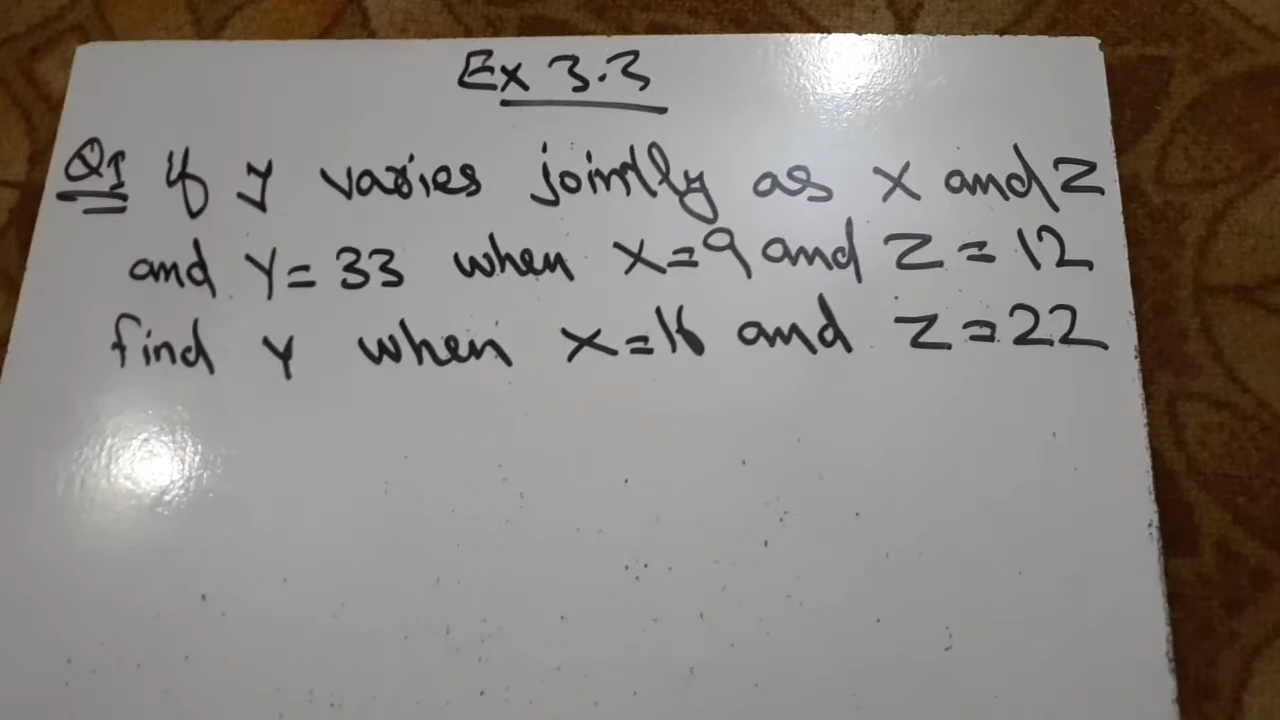 Ex 3.3
Q1 if y varies jointly as x and z
and y = 33 when x = 9 and z = 12
find y when x = 16 and z = 22